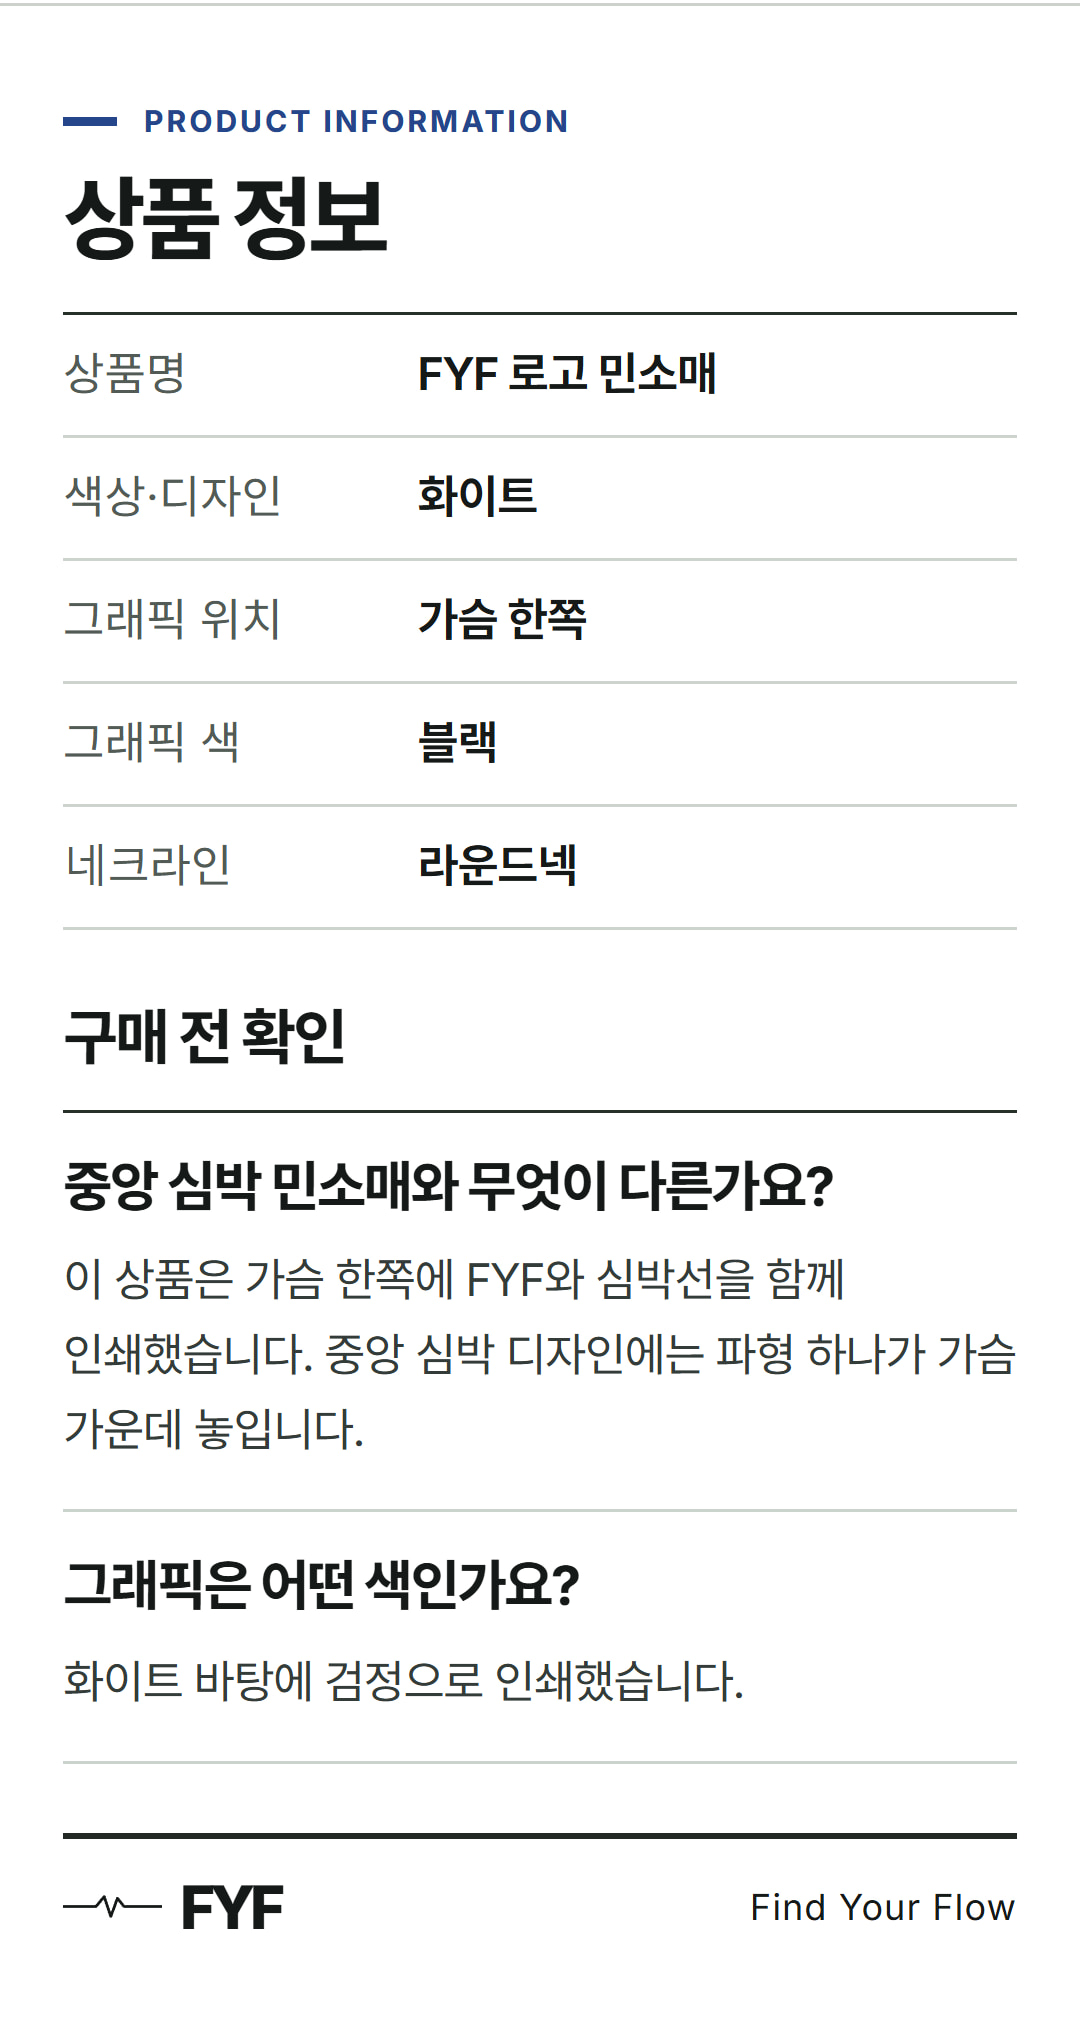 PRODUCT INFORMATION
상품 정보
상품명 FYF 로고 민소매
색상·디자인 화이트
그래픽 위치 가슴 한쪽
그래픽 색 블랙
네크라인 라운드넥
구매 전 확인
중앙 심박 민소매와 무엇이 다른가요?
이 상품은 가슴 한쪽에 FYF와 심박선을 함께
인쇄했습니다. 중앙 심박 디자인에는 파형 하나가 가슴
가운데 놓입니다.
그래픽은 어떤 색인가요?
화이트 바탕에 검정으로 인쇄했습니다.
FYF Find Your Flow